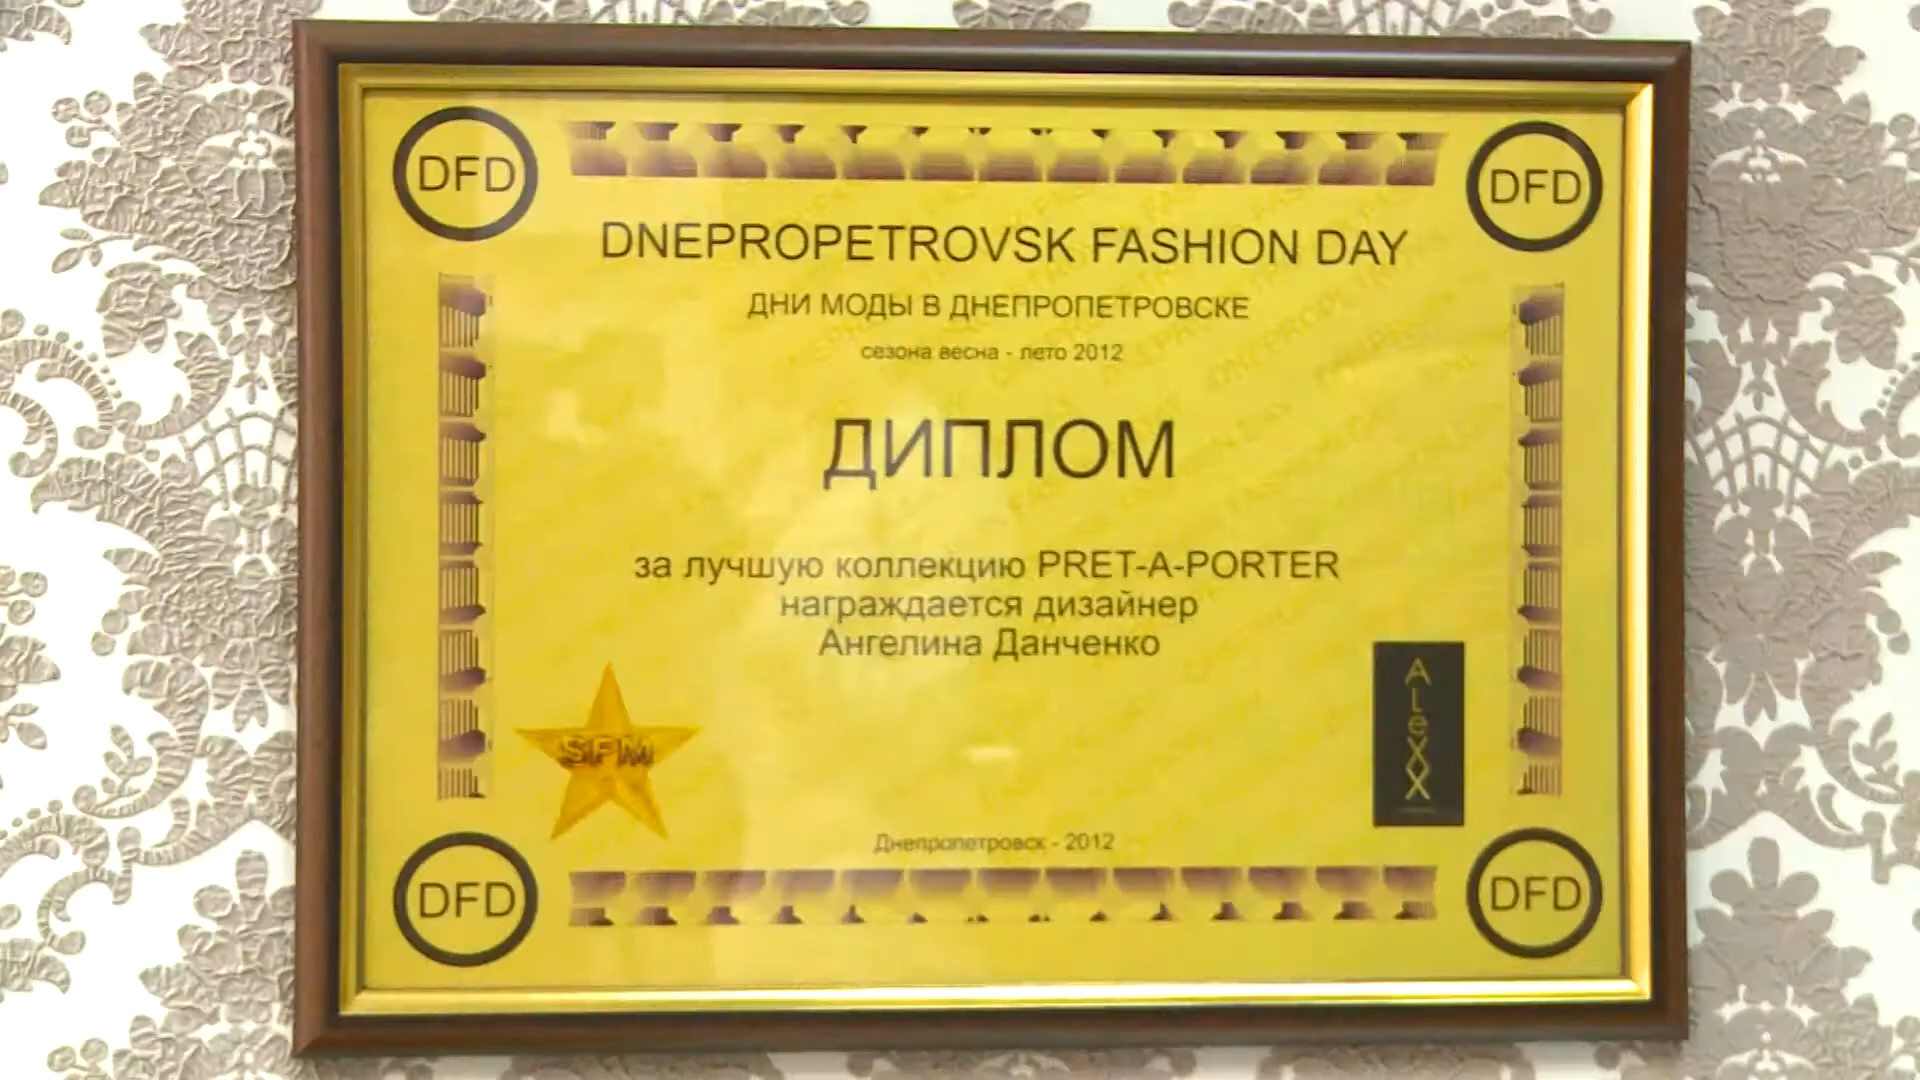 DFD
DFD
DNEPROPETROVSK FASHION DAY
ДНИ МОДЫ В ДНЕПРОПЕТРОВСКЕ
сезона весна - лето 2012
ДИПЛОМ
за лучшую коллекцию PRET-A-PORTER
награждается дизайнер
Ангелина Данченко
SFM
ALeXX
Днепропетровск - 2012
DFD
DFD